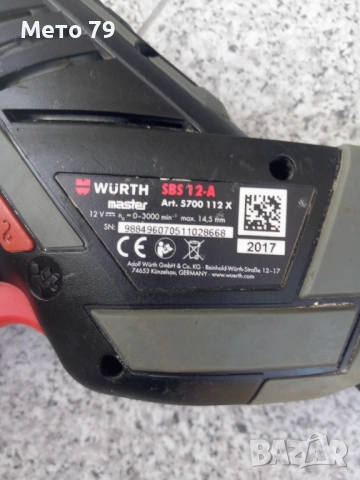 Мето 79
WÜRTH
master
SBS 12-A
Art. 5700 112 X
12 V⎓ n₀ = 0-3000 min⁻¹ max. 14,5 mm
SN: 988496070511028668
2017
Adolf Würth GmbH & Co. KG · Reinhold-Würth-Straße 12-17
74653 Künzelsau, GERMANY · www.wuerth.com
BAZAR